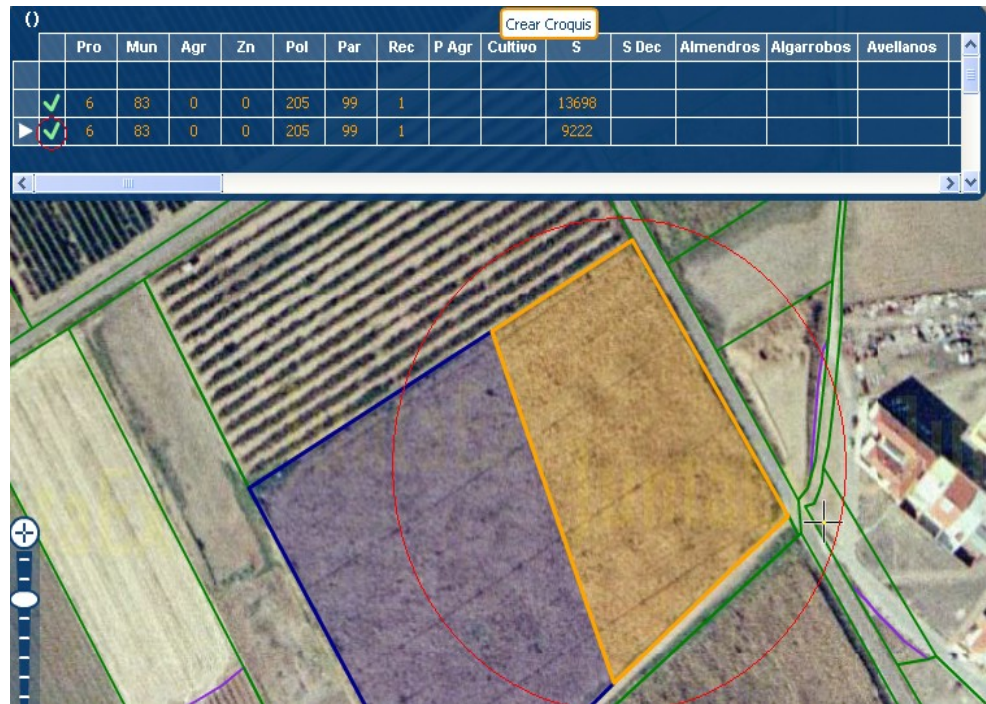 ()
Crear Croquis
Pro Mun Agr Zn Pol Par Rec P Agr Cultivo S S Dec Almendros Algarrobos Avellanos
6 83 0 0 205 99 1 13698
6 83 0 0 205 99 1 9222